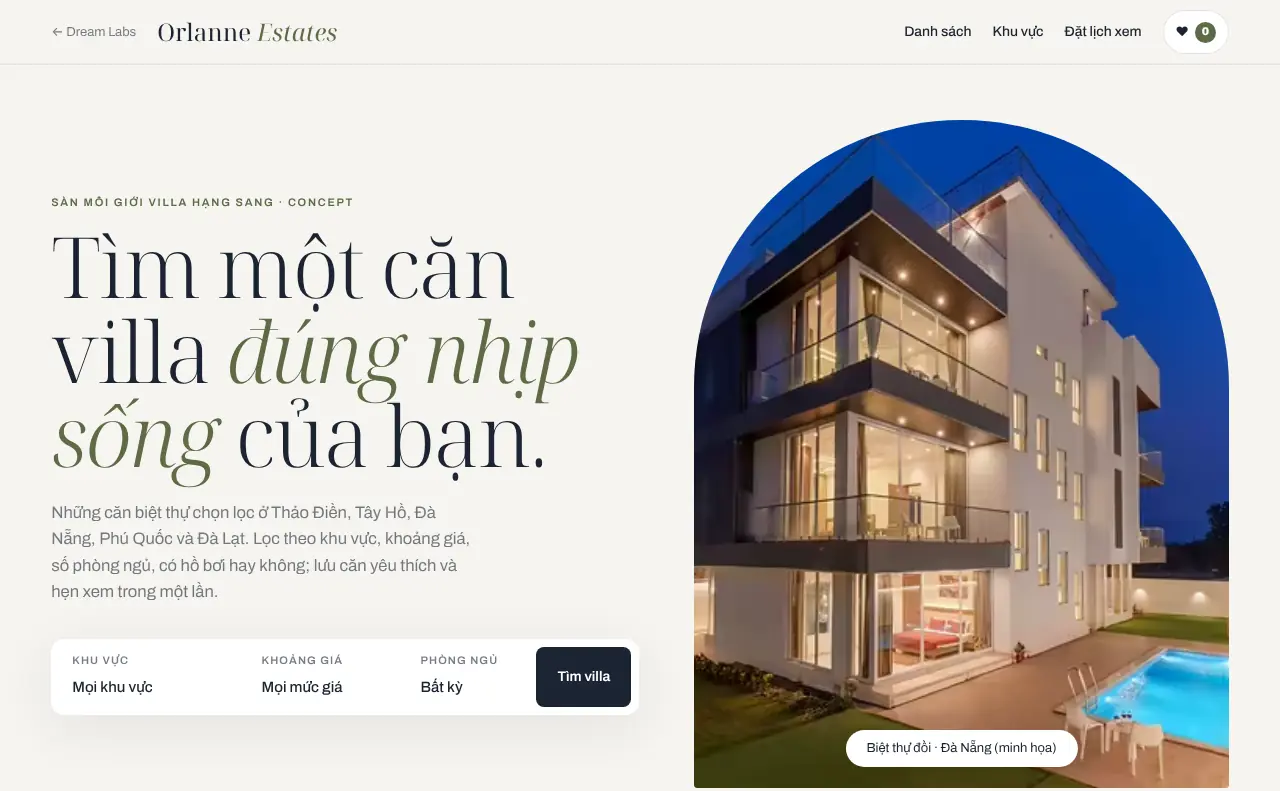 ← Dream Labs
Orlanne Estates
Danh sách
Khu vực
Đặt lịch xem
♥ 0
SÀN MÔI GIỚI VILLA HẠNG SANG · CONCEPT
Tìm một căn
villa đúng nhịp
sống của bạn.
Những căn biệt thự chọn lọc ở Thảo Điền, Tây Hồ, Đà
Nẵng, Phú Quốc và Đà Lạt. Lọc theo khu vực, khoảng giá,
số phòng ngủ, có hồ bơi hay không; lưu căn yêu thích và
hẹn xem trong một lần.
KHU VỰC
Mọi khu vực
KHOẢNG GIÁ
Mọi mức giá
PHÒNG NGỦ
Bất kỳ
Tìm villa
Biệt thự đồi · Đà Nẵng (minh họa)